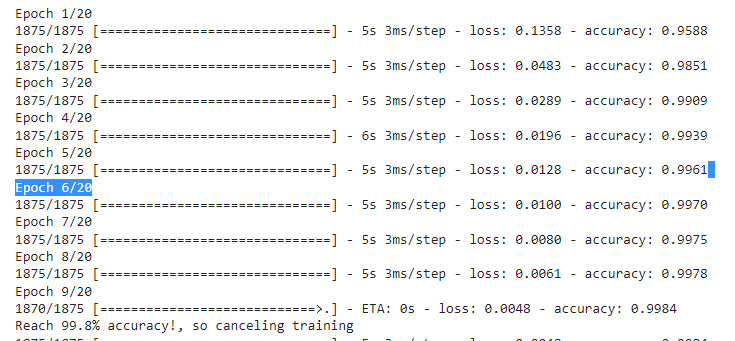 Epoch 1/20
1875/1875 [==============================] - 5s 3ms/step - loss: 0.1358 - accuracy: 0.9588
Epoch 2/20
1875/1875 [==============================] - 5s 3ms/step - loss: 0.0483 - accuracy: 0.9851
Epoch 3/20
1875/1875 [==============================] - 5s 3ms/step - loss: 0.0289 - accuracy: 0.9909
Epoch 4/20
1875/1875 [==============================] - 6s 3ms/step - loss: 0.0196 - accuracy: 0.9939
Epoch 5/20
1875/1875 [==============================] - 5s 3ms/step - loss: 0.0128 - accuracy: 0.9961
Epoch 6/20
1875/1875 [==============================] - 5s 3ms/step - loss: 0.0100 - accuracy: 0.9970
Epoch 7/20
1875/1875 [==============================] - 5s 3ms/step - loss: 0.0080 - accuracy: 0.9975
Epoch 8/20
1875/1875 [==============================] - 5s 3ms/step - loss: 0.0061 - accuracy: 0.9978
Epoch 9/20
1870/1875 [============================>.] - ETA: 0s - loss: 0.0048 - accuracy: 0.9984
Reach 99.8% accuracy!, so canceling training